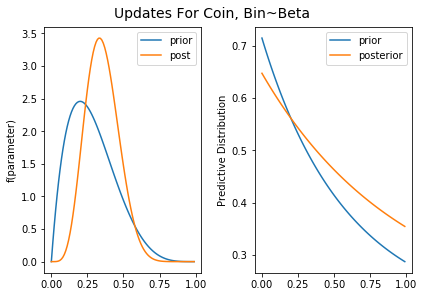 Updates For Coin, Bin~Beta
f(parameter)
3.5
3.0
2.5
2.0
1.5
1.0
0.5
0.0
0.00 0.25 0.50 0.75 1.00
prior
post
Predictive Distribution
0.7
0.6
0.5
0.4
0.3
0.00 0.25 0.50 0.75 1.00
prior
posterior